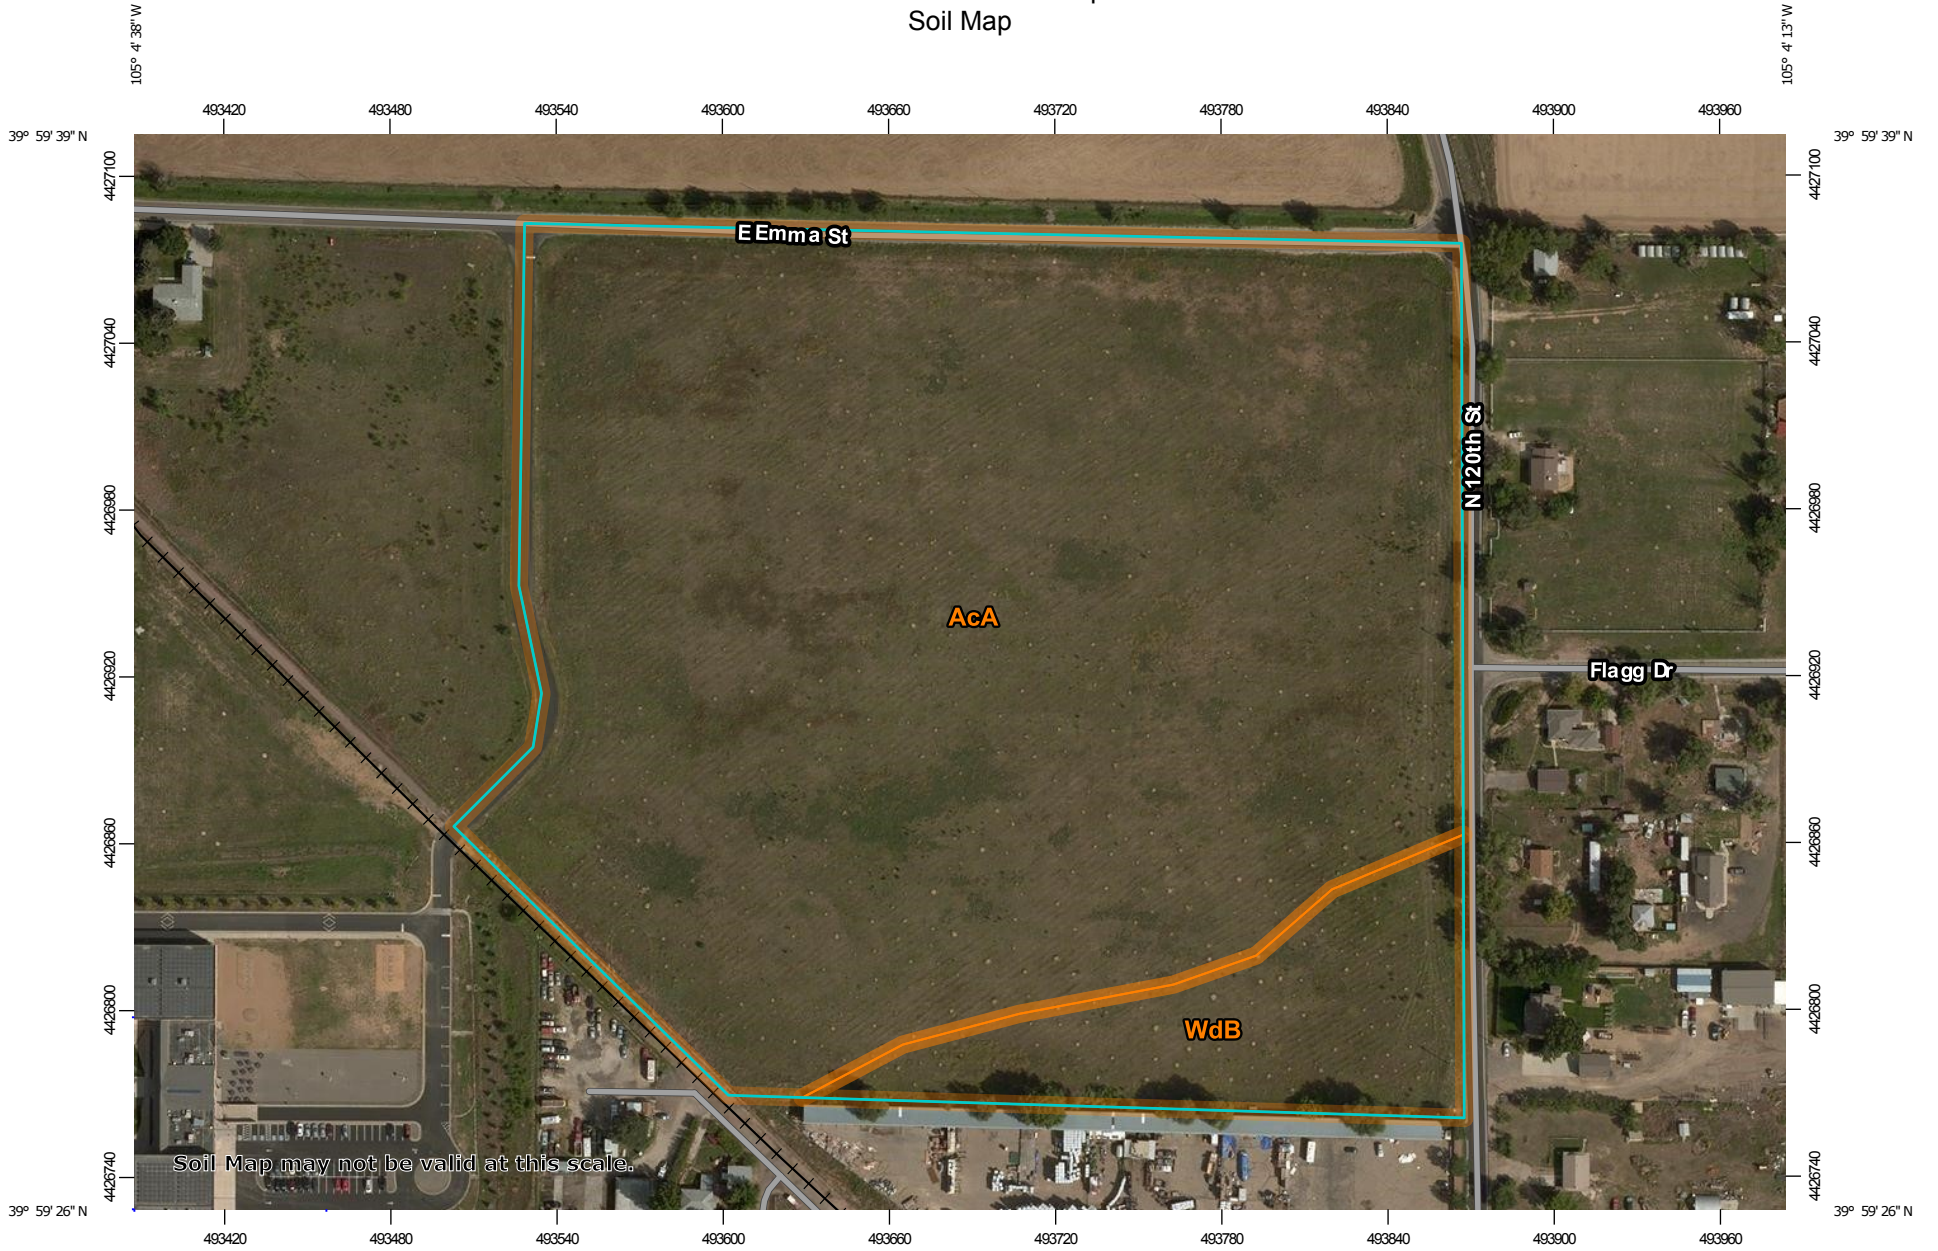 Soil Map
105° 4' 38'' W
105° 4' 13'' W
493420 493480 493540 493600 493660 493720 493780 493840 493900 493960
39° 59' 39'' N
39° 59' 39'' N
4427100
4427100
E Emma St
4427040
4427040
N 120th St
4426980
4426980
AcA
4426920
4426920
Flagg Dr
4426860
4426860
4426800
4426800
WdB
Soil Map may not be valid at this scale.
4426740
4426740
39° 59' 26'' N
39° 59' 26'' N
493420 493480 493540 493600 493660 493720 493780 493840 493900 493960